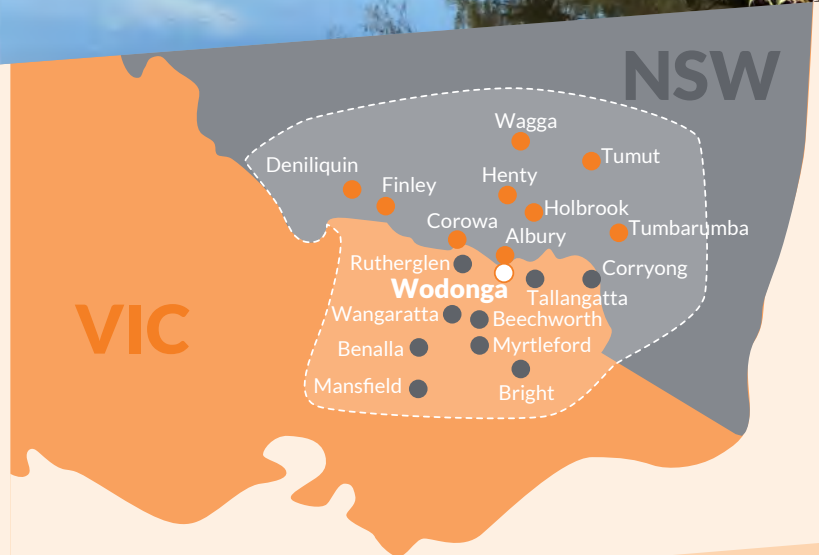 NSW
Wagga
Tumut
Deniliquin
Henty
Finley
Holbrook
Corowa
Tumbarumba
Albury
Rutherglen
Corryong
Wodonga
Tallangatta
Wangaratta
Beechworth
VIC
Benalla
Myrtleford
Mansfield
Bright